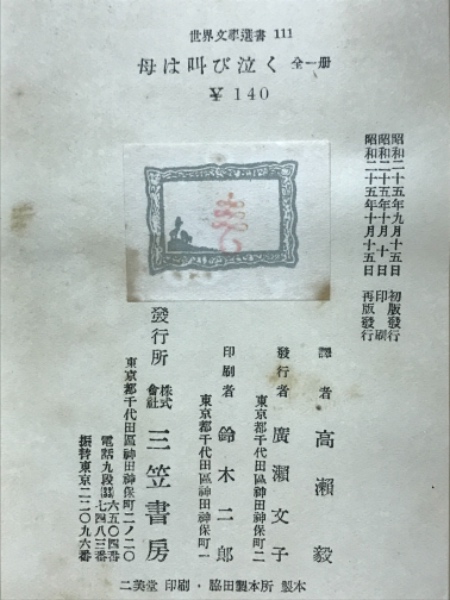 世界文學選書 111
母は叫び泣く 全一册
¥ 140
昭和二十五年九月十五日 初版發行
昭和二十五年十月十日 印刷
昭和二十五年十月十五日 再版發行
譯者 高瀨毅
發行者 廣瀨文子
東京都千代田區神田神保町二
印刷者 鈴木二郎
東京都千代田區神田神保町一
發行所 株式會社 三笠書房
東京都千代田區神田神保町二ノ二〇
電話九段(33)六五〇四番
七四八三番
振替東京二二〇九六番
二美堂 印刷・脇田製本所 製本